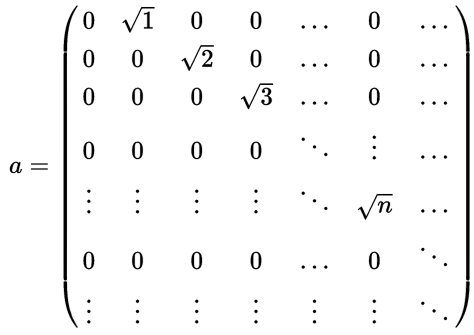 0 √1 0 0 … 0 …
0 0 √2 0 … 0 …
0 0 0 √3 … 0 …
a = 0 0 0 0 ⋱ ⋮ …
⋮ ⋮ ⋮ ⋮ ⋱ √n …
0 0 0 0 … 0 ⋱
⋮ ⋮ ⋮ ⋮ ⋮ ⋮ ⋱